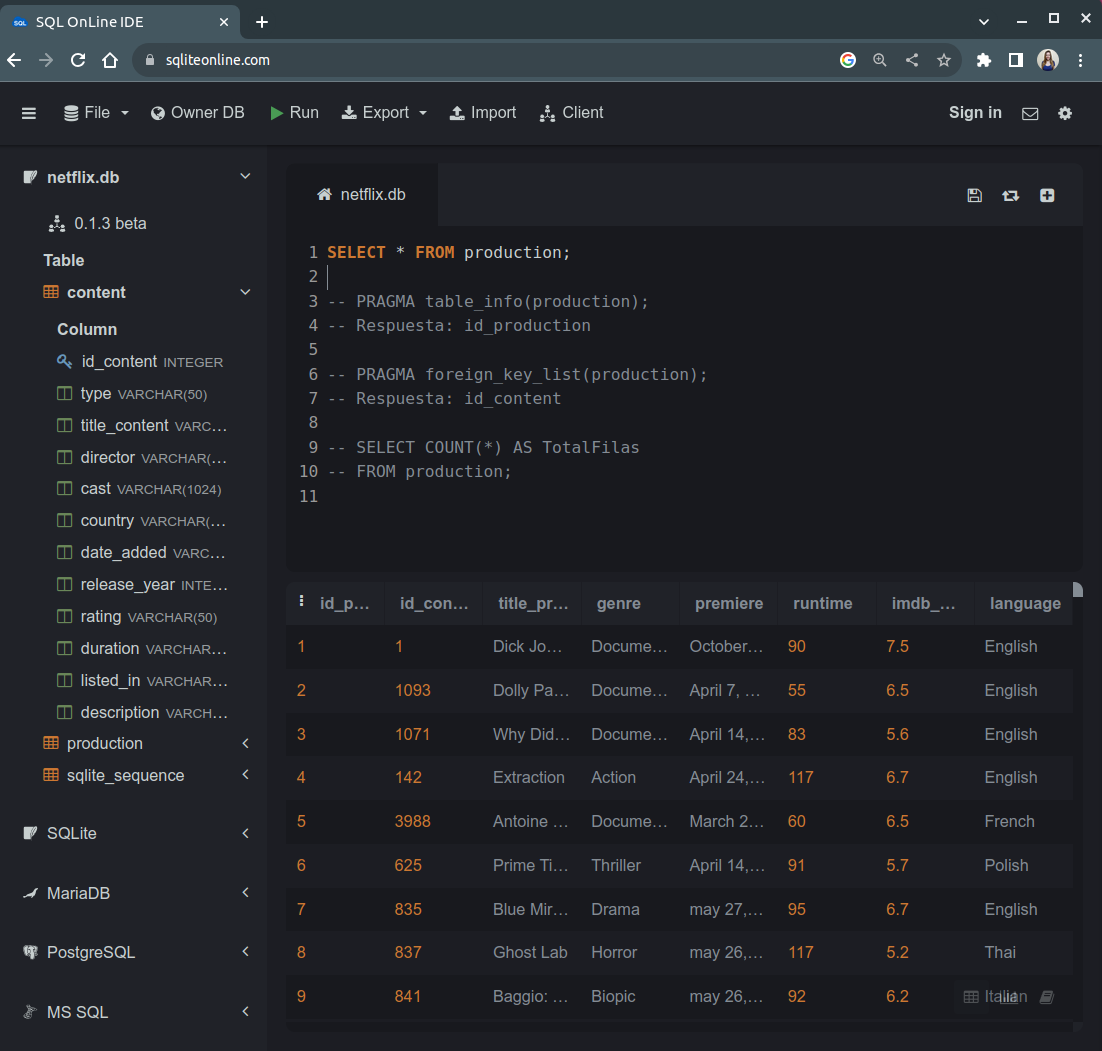 SQL OnLine IDE
sqliteonline.com
File Owner DB Run Export Import Client Sign in
netflix.db
0.1.3 beta
Table
content
Column
id_content INTEGER
type VARCHAR(50)
title_content VARC...
director VARCHAR(...
cast VARCHAR(1024)
country VARCHAR(...
date_added VARC...
release_year INTE...
rating VARCHAR(50)
duration VARCHAR...
listed_in VARCHAR...
description VARCH...
production
sqlite_sequence
SQLite
MariaDB
PostgreSQL
MS SQL
netflix.db
1 SELECT * FROM production;
2
3 -- PRAGMA table_info(production);
4 -- Respuesta: id_production
5
6 -- PRAGMA foreign_key_list(production);
7 -- Respuesta: id_content
8
9 -- SELECT COUNT(*) AS TotalFilas
10 -- FROM production;
11
id_p... id_con... title_pr... genre premiere runtime imdb_... language
1 1 Dick Jo... Docume... October... 90 7.5 English
2 1093 Dolly Pa... Docume... April 7, ... 55 6.5 English
3 1071 Why Did... Docume... April 14,... 83 5.6 English
4 142 Extraction Action April 24,... 117 6.7 English
5 3988 Antoine ... Docume... March 2... 60 6.5 French
6 625 Prime Ti... Thriller April 14,... 91 5.7 Polish
7 835 Blue Mir... Drama may 27,... 95 6.7 English
8 837 Ghost Lab Horror may 26,... 117 5.2 Thai
9 841 Baggio: ... Biopic may 26,... 92 6.2 Italian